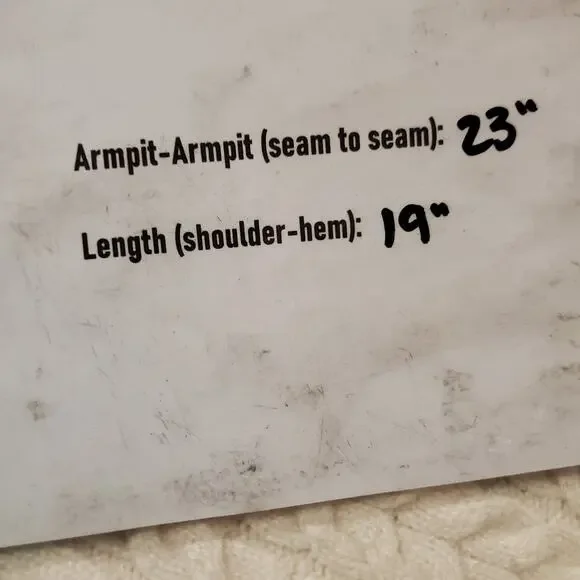 Armpit-Armpit (seam to seam): 23"
Length (shoulder-hem): 19"